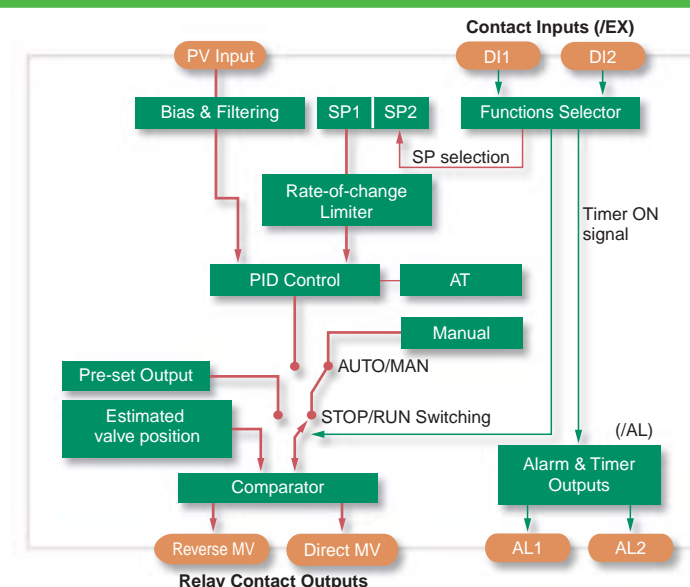 Contact Inputs (/EX)
PV Input
DI1
DI2
Bias & Filtering
SP1
SP2
Functions Selector
SP selection
Rate-of-change
Limiter
Timer ON
signal
PID Control
AT
Manual
AUTO/MAN
Pre-set Output
Estimated
valve position
STOP/RUN Switching
(/AL)
Alarm & Timer
Outputs
Comparator
Reverse MV
Direct MV
AL1
AL2
Relay Contact Outputs